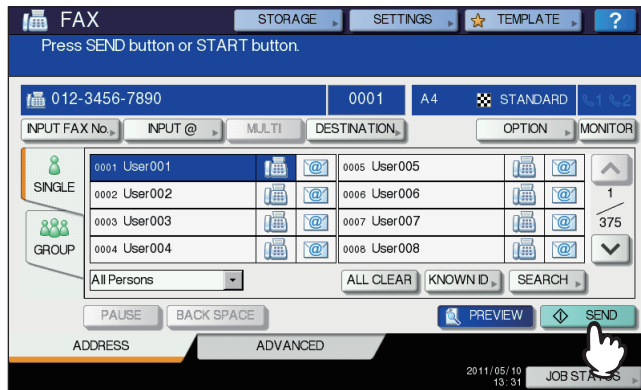 FAX STORAGE SETTINGS TEMPLATE ?
Press SEND button or START button.
012-3456-7890 0001 A4 STANDARD 1 2
INPUT FAX No. INPUT @ MULTI DESTINATION OPTION MONITOR
SINGLE
GROUP
0001 User001 0005 User005
0002 User002 0006 User006
0003 User003 0007 User007
0004 User004 0008 User008
1
375
All Persons ALL CLEAR KNOWN ID SEARCH
PAUSE BACK SPACE PREVIEW SEND
ADDRESS ADVANCED
2011/05/10
13:31 JOB STATUS